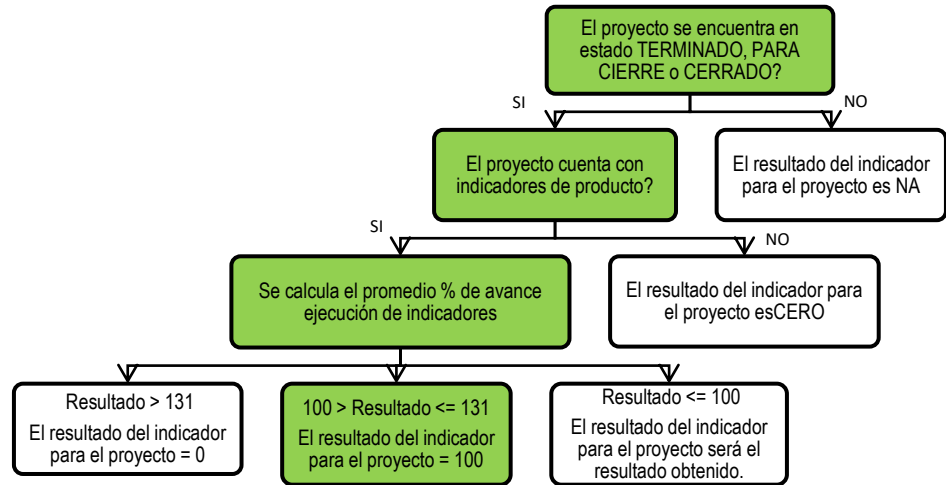 El proyecto se encuentra en
estado TERMINADO, PARA
CIERRE o CERRADO?
SI
NO
El proyecto cuenta con
indicadores de producto?
El resultado del indicador
para el proyecto es NA
SI
NO
Se calcula el promedio % de avance
ejecución de indicadores
El resultado del indicador para
el proyecto esCERO
Resultado > 131
El resultado del indicador
para el proyecto = 0
100 > Resultado <= 131
El resultado del indicador
para el proyecto = 100
Resultado <= 100
El resultado del indicador
para el proyecto será el
resultado obtenido.